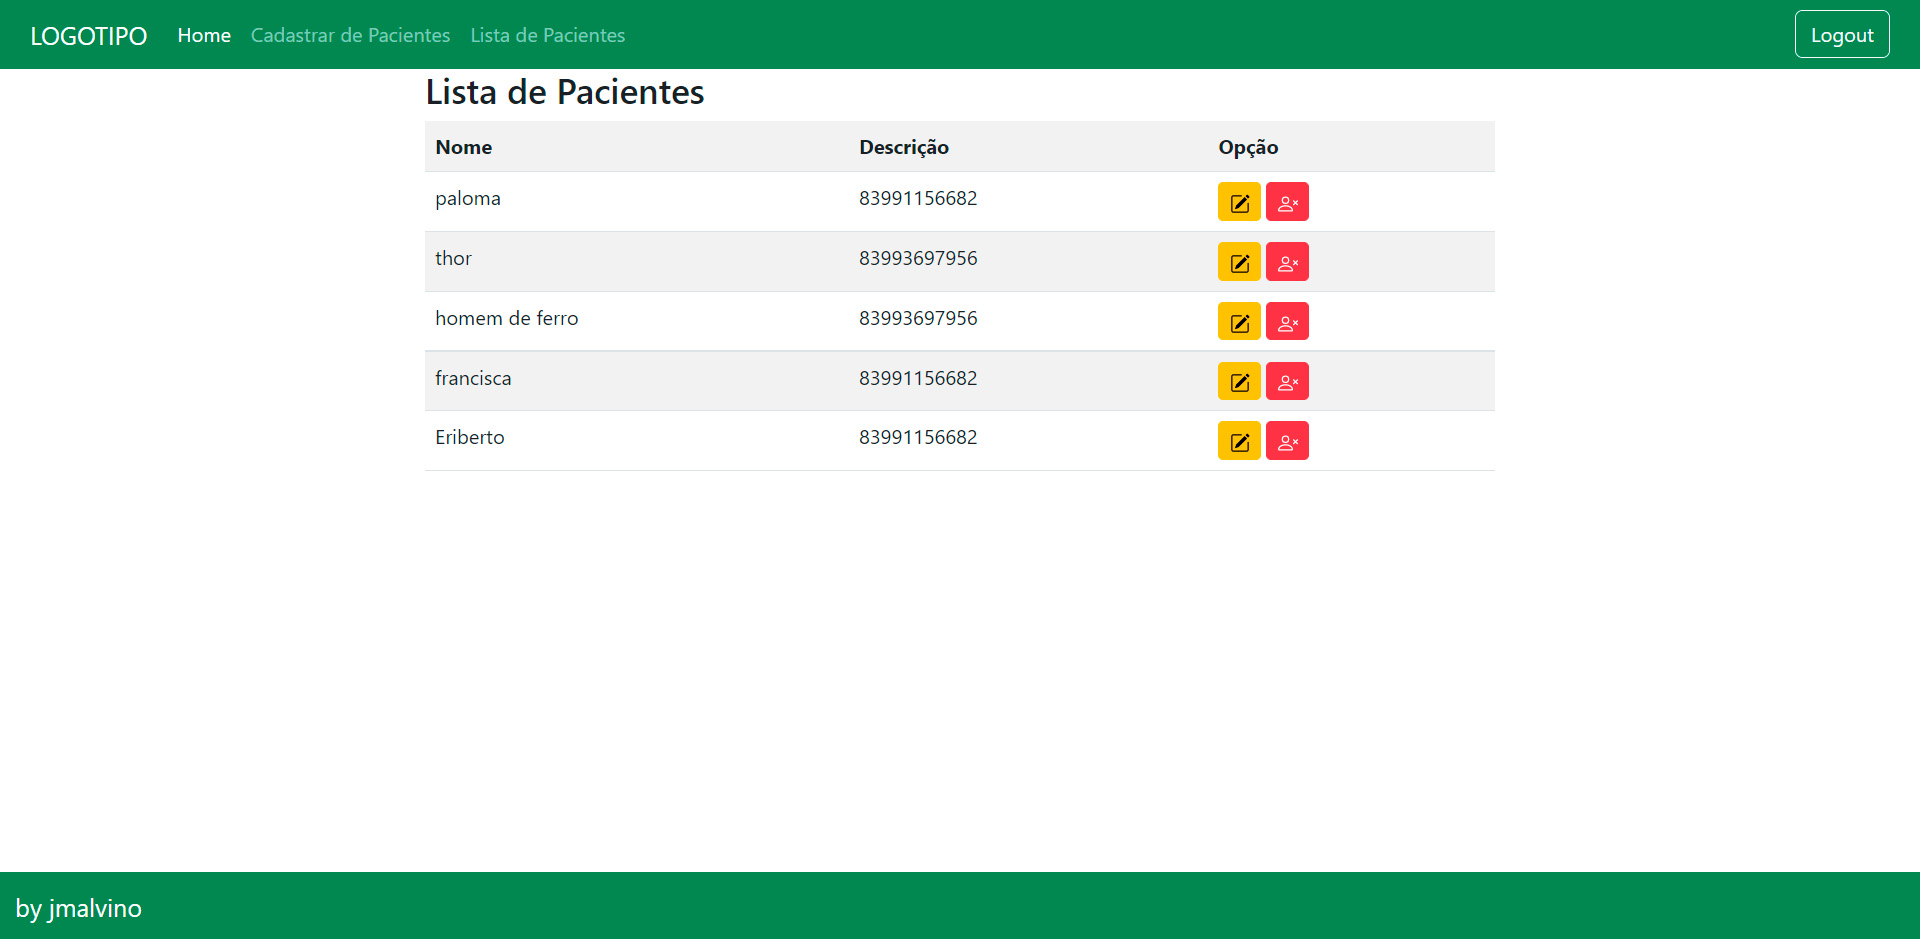 LOGOTIPO Home Cadastrar de Pacientes Lista de Pacientes Logout
Lista de Pacientes
Nome Descrição Opção
paloma 83991156682
thor 83993697956
homem de ferro 83993697956
francisca 83991156682
Eriberto 83991156682
by jmalvino